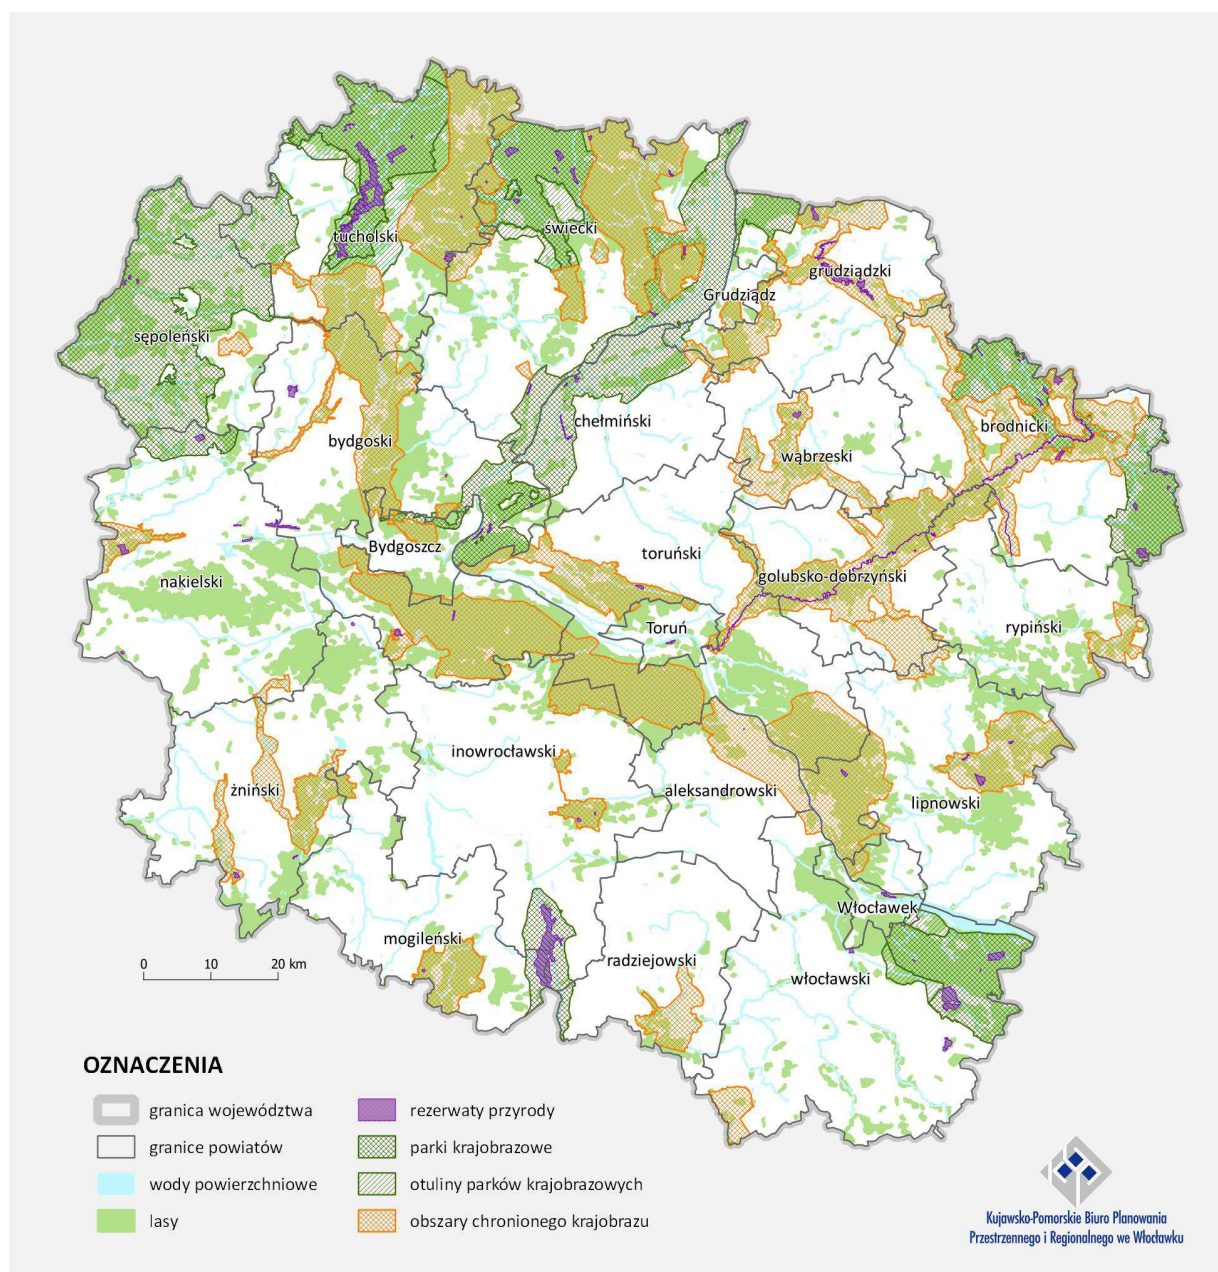 tucholski
świecki
grudziądzki
Grudziądz
sępoleński
chełmiński
brodnicki
bydgoski
wąbrzeski
Bydgoszcz
toruński
nakielski
golubsko-dobrzyński
Toruń
rypiński
inowrocławski
żniński
aleksandrowski
lipnowski
Włocławek
mogileński
radziejowski
włocławski
0 10 20 km
OZNACZENIA
granica województwa
granice powiatów
wody powierzchniowe
lasy
rezerwaty przyrody
parki krajobrazowe
otuliny parków krajobrazowych
obszary chronionego krajobrazu
Kujawsko-Pomorskie Biuro Planowania
Przestrzennego i Regionalnego we Włocławku